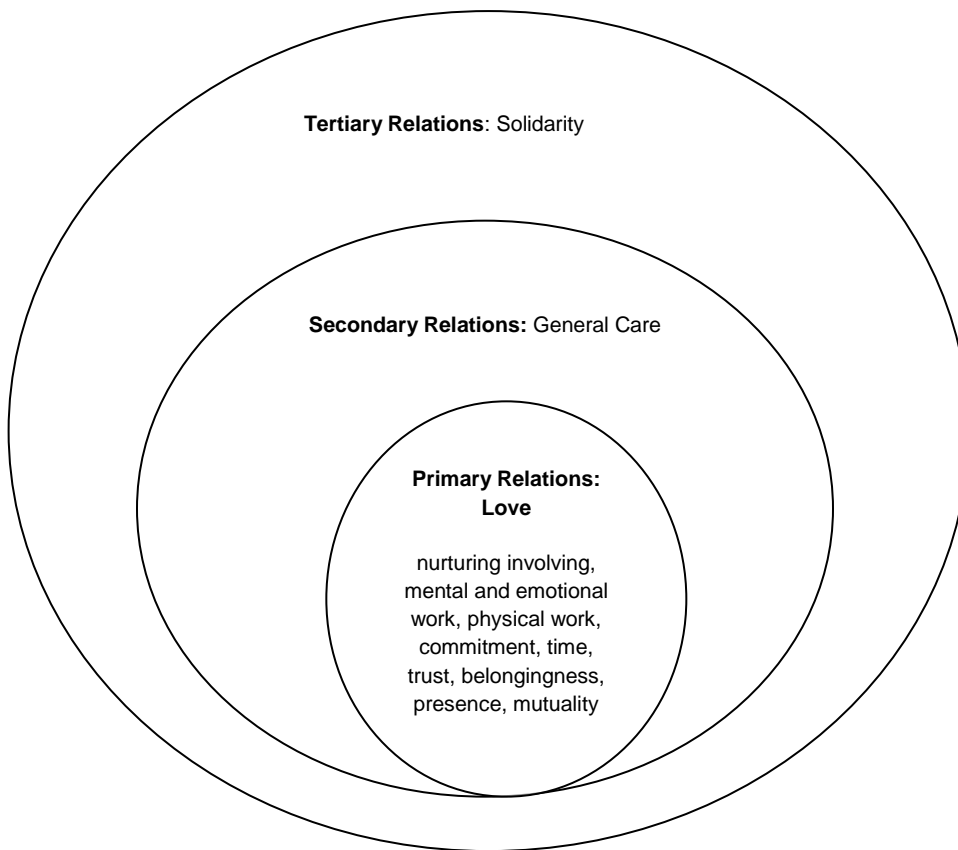 Tertiary Relations: Solidarity
Secondary Relations: General Care
Primary Relations:
Love
nurturing involving,
mental and emotional
work, physical work,
commitment, time,
trust, belongingness,
presence, mutuality